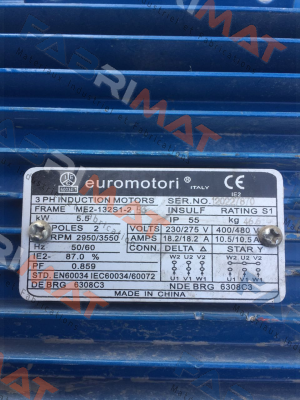 FABRIMAT
euromotori® ITALY CE
IE2
3 PH INDUCTION MOTORS SER.NO.
FRAME ME2-132S1-2 INSULF RATING S1
kW 5.5 IP 55 kg
POLES 2 VOLTS 230/275 V 400/480 V
RPM 2950/3550 AMPS 18.2/18.2 A 10.5/10.5 A
Hz 50/60 CONN. DELTA Δ STAR Y
IE2- 87.0 % W2 U2 V2 W2 U2 V2
PF 0.859 U1 V1 W1 U1 V1 W1
STD. EN60034 IEC60034/60072
DE BRG 6308C3 NDE BRG 6308C3
MADE IN CHINA